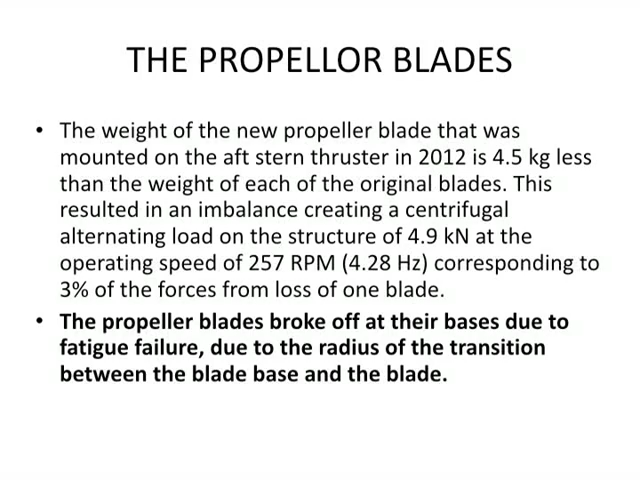 THE PROPELLOR BLADES
• The weight of the new propeller blade that was
mounted on the aft stern thruster in 2012 is 4.5 kg less
than the weight of each of the original blades. This
resulted in an imbalance creating a centrifugal
alternating load on the structure of 4.9 kN at the
operating speed of 257 RPM (4.28 Hz) corresponding to
3% of the forces from loss of one blade.
• The propeller blades broke off at their bases due to
fatigue failure, due to the radius of the transition
between the blade base and the blade.